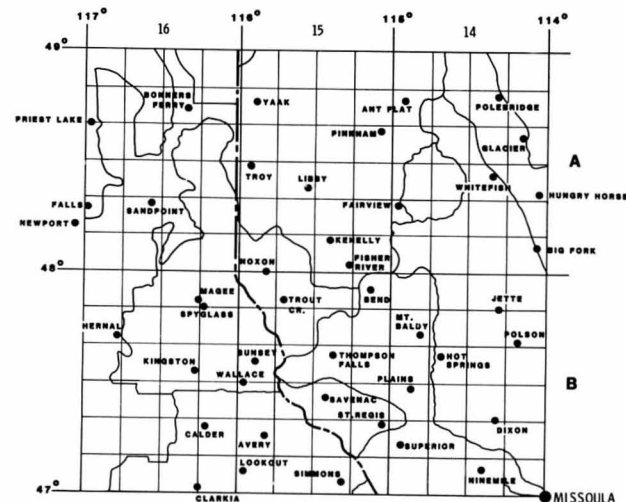 117° 16 116° 15 115° 14 114°
49°
BONNERS
FERRY
YAAK
ANT FLAT
POLEBRIDGE
PRIEST LAKE
PINKHAM
GLACIER
A
TROY
LIBBY
WHITEFISH
HUNGRY HORSE
FALLS
SANDPOINT
FAIRVIEW
NEWPORT
KENELLY
BIG FORK
FISHER
RIVER
48°
NOXON
MAGEE
SPYGLASS
TROUT
CR.
BEND
JETTE
HERNAL
MT.
BALDY
POLSON
KINGSTON
SUNSET
THOMPSON
FALLS
HOT
SPRINGS
WALLACE
PLAINS
B
SAVENAC
ST.REGIS
CALDER
AVERY
SUPERIOR
DIXON
LOOKOUT
SIMMONS
NINEMILE
47°
CLARKIA
MISSOULA